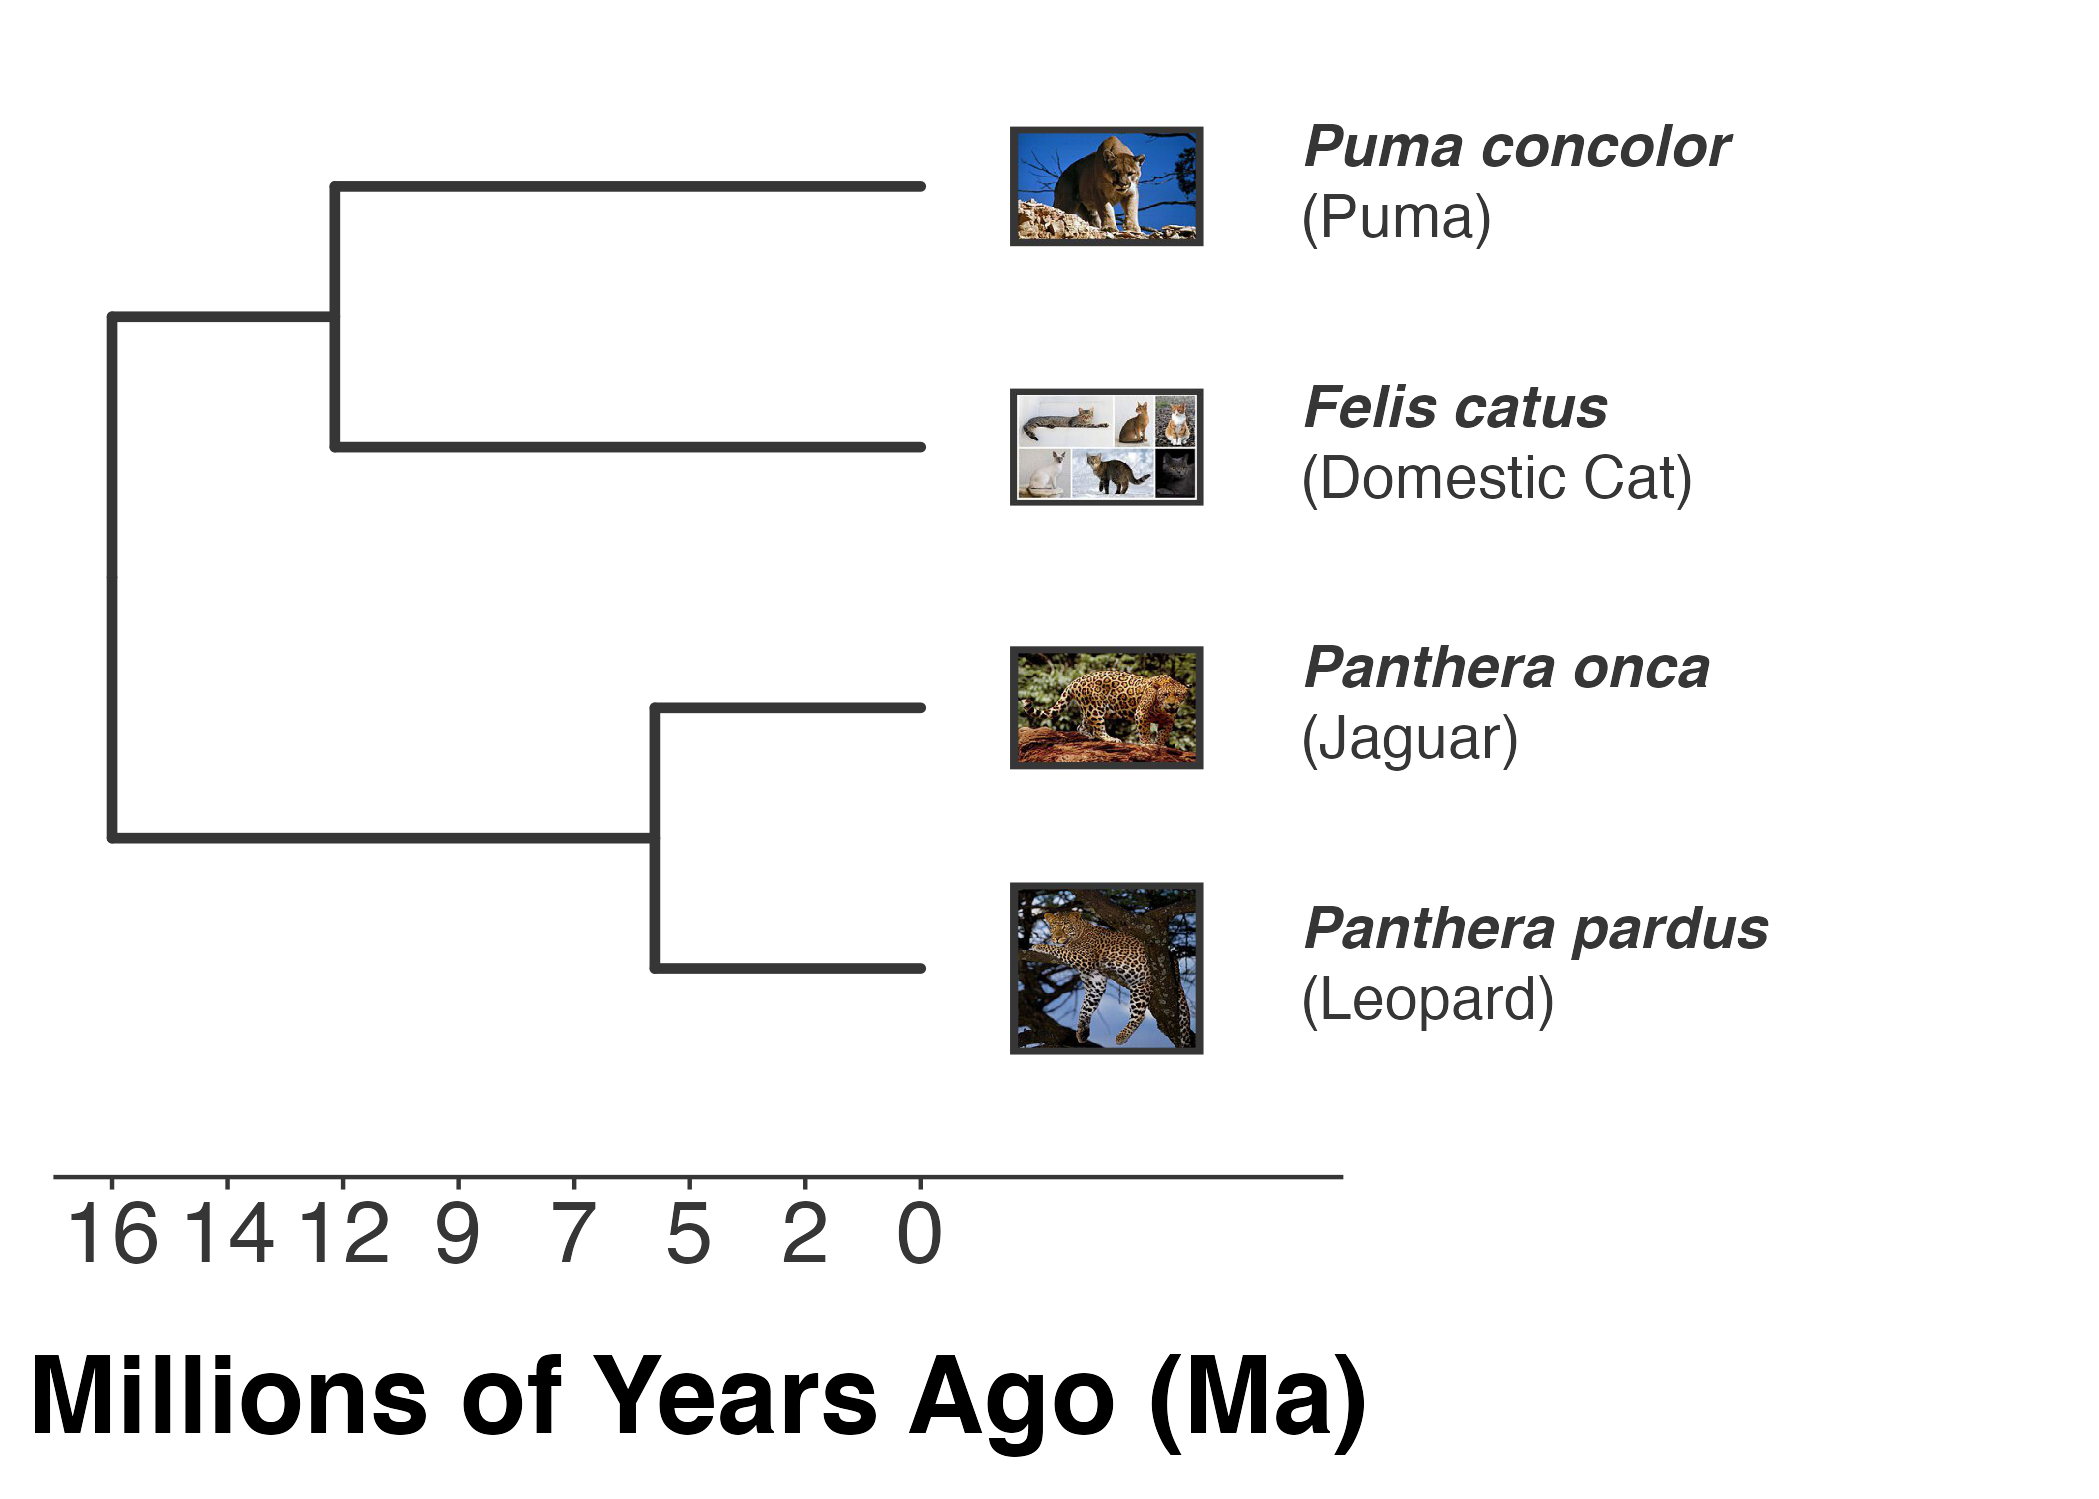 Puma concolor
(Puma)
Felis catus
(Domestic Cat)
Panthera onca
(Jaguar)
Panthera pardus
(Leopard)
16 14 12 9 7 5 2 0
Millions of Years Ago (Ma)